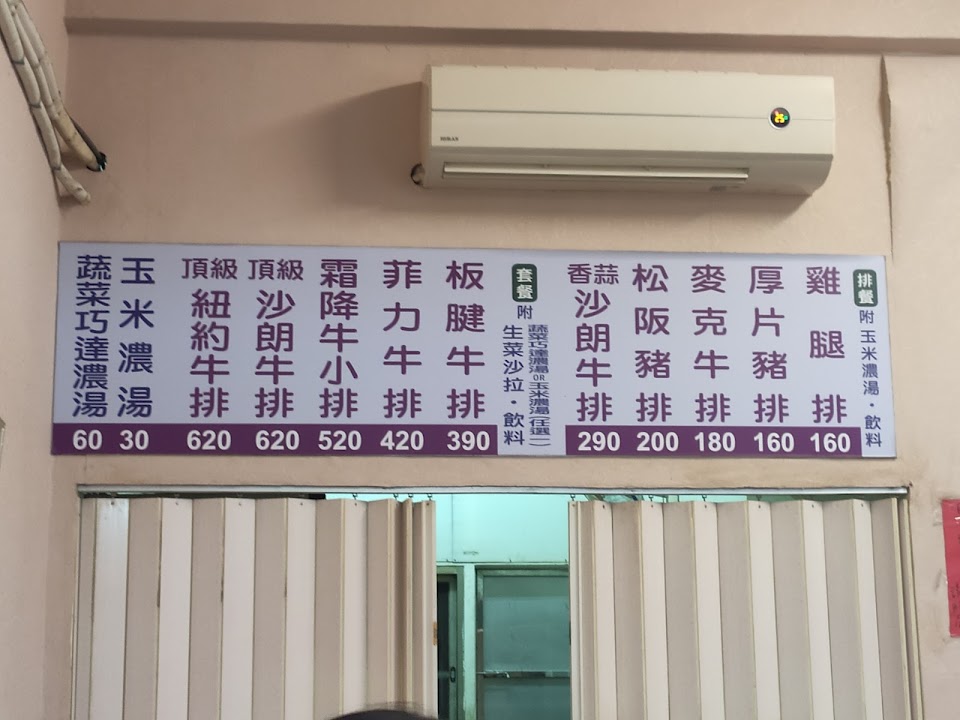 排餐 附 玉米濃湯・飲料
雞腿排 160
厚片豬排 160
麥克牛排 180
松阪豬排 200
香蒜沙朗牛排 290
套餐 附 蔬菜巧達濃湯OR玉米濃湯(任選一)
生菜沙拉・飲料
板腱牛排 390
菲力牛排 420
霜降牛小排 520
頂級沙朗牛排 620
頂級紐約牛排 620
玉米濃湯 30
蔬菜巧達濃湯 60